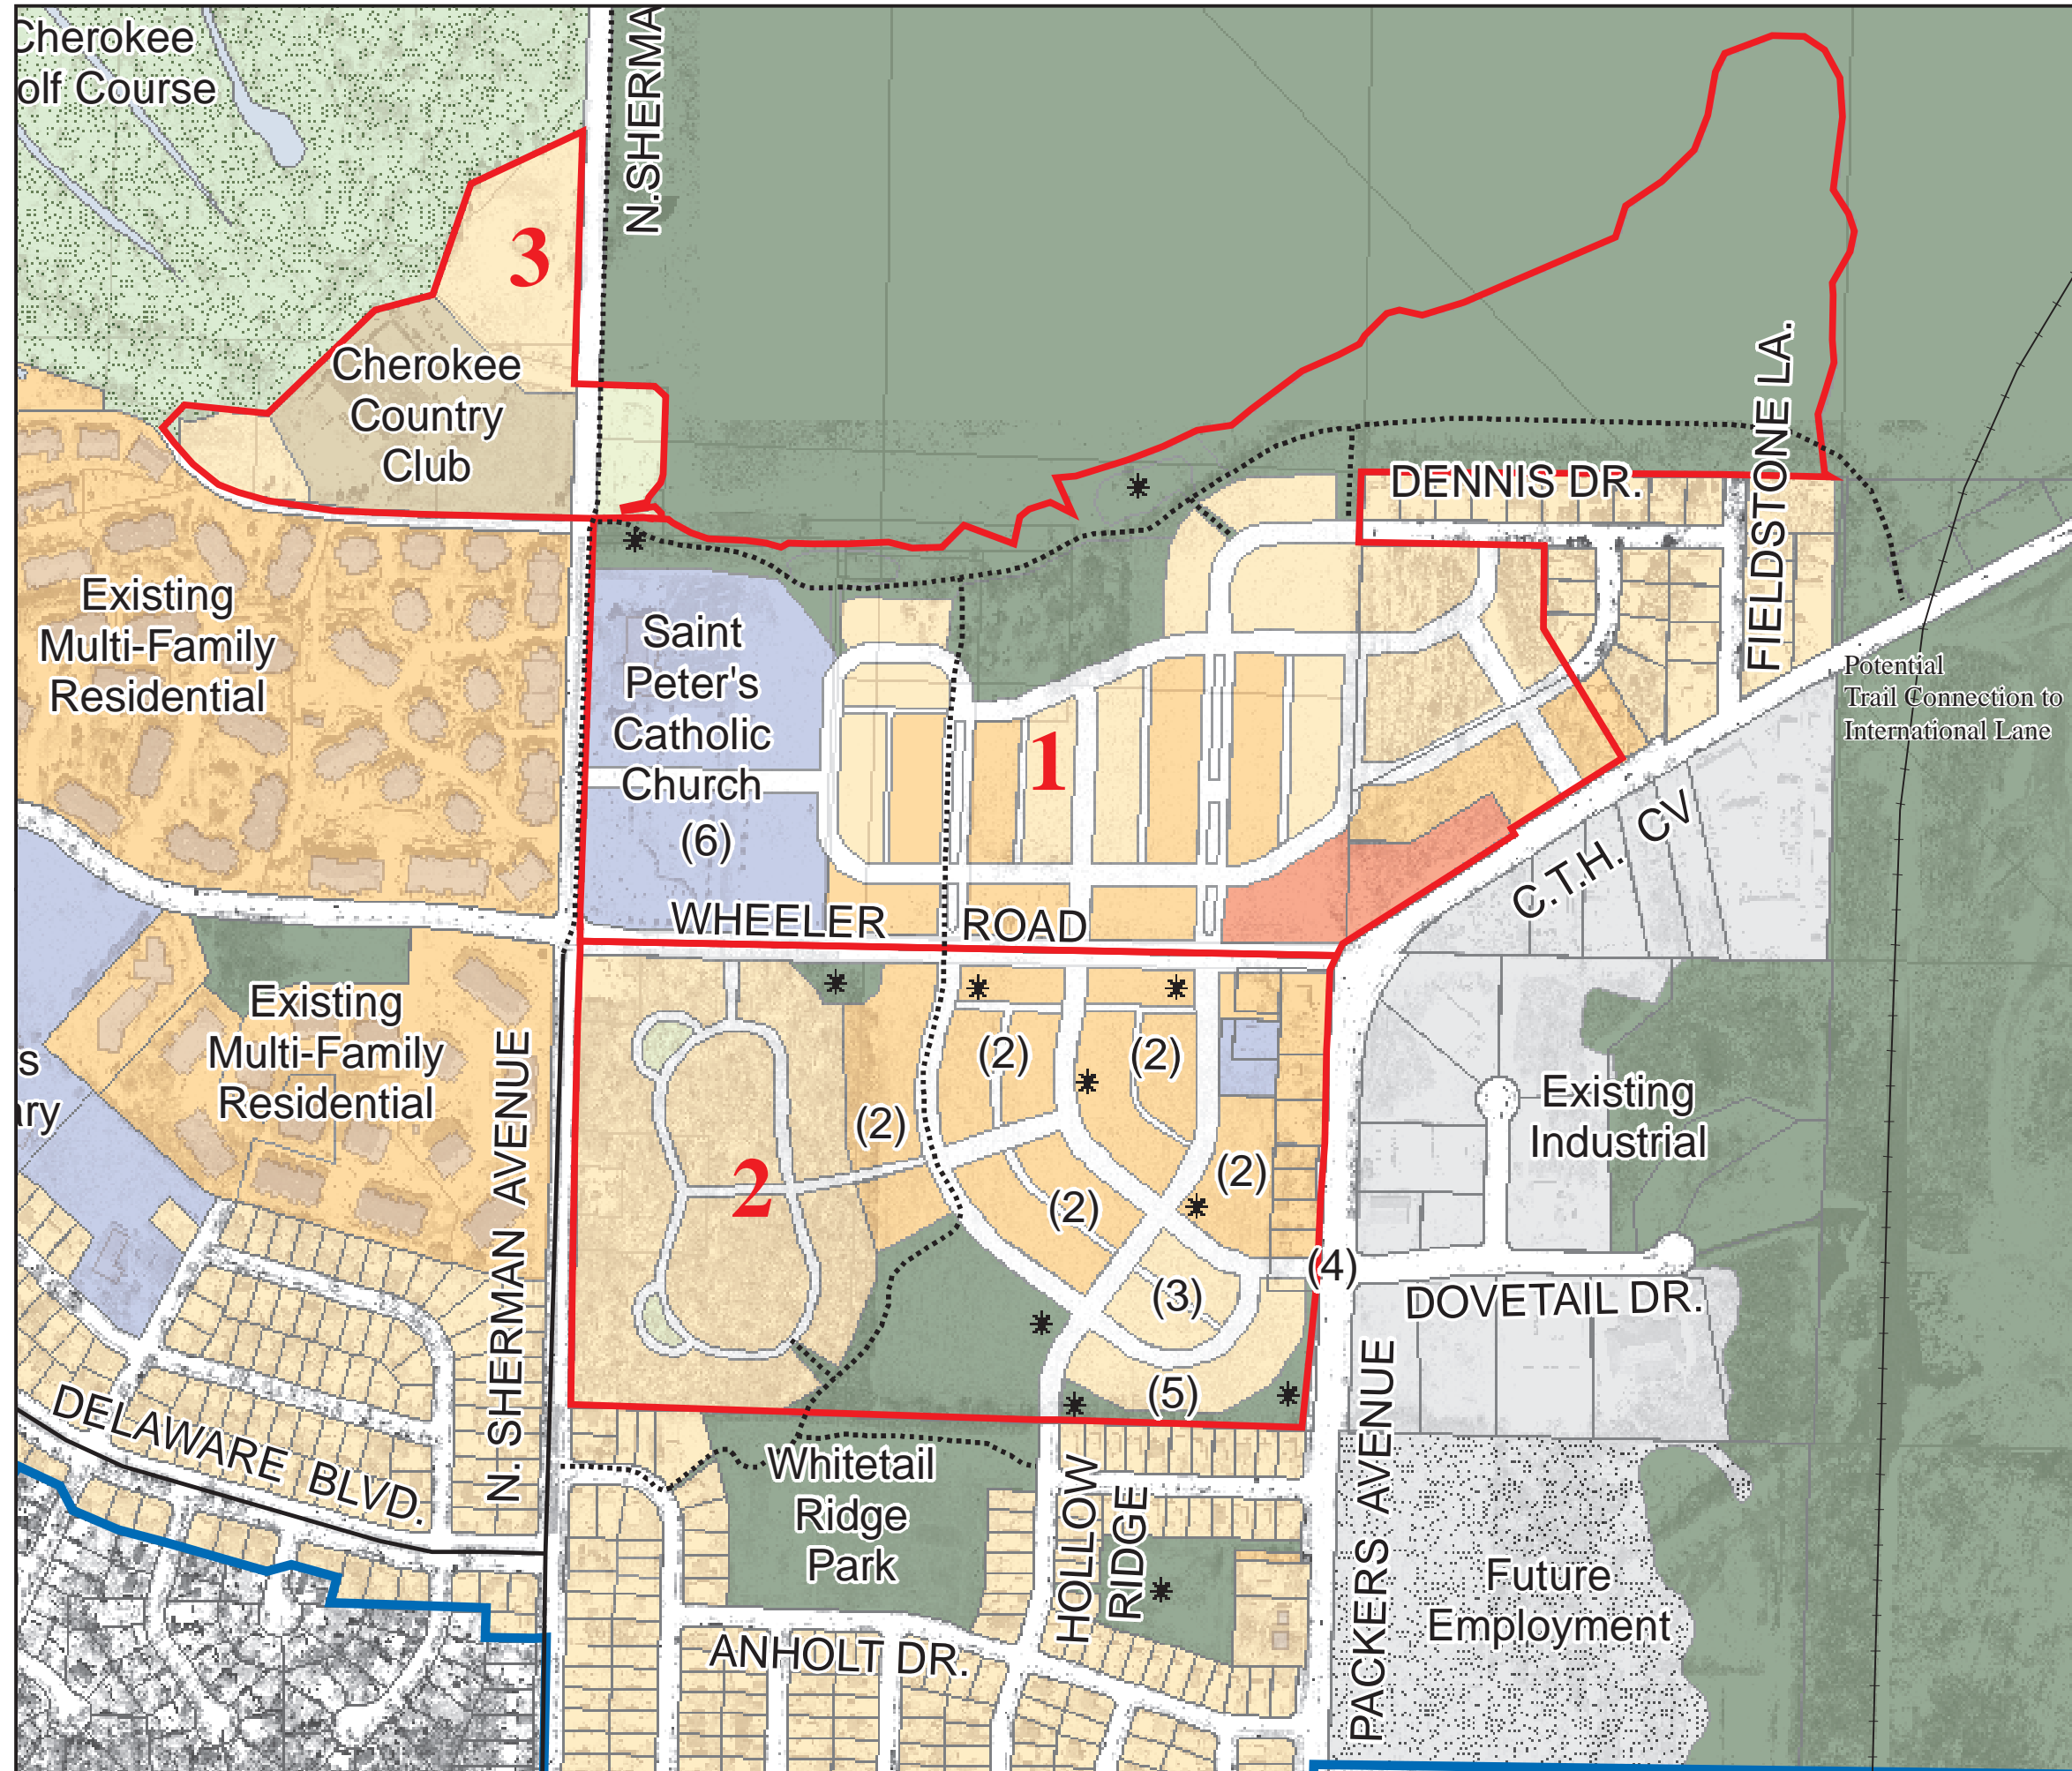 Cherokee
olf Course
N.SHERMA
3
Cherokee
Country
Club
DENNIS DR.
FIELDSTONE LA.
Existing
Multi-Family
Residential
Saint
Peter's
Catholic
Church
(6)
1
Potential
Trail Connection to
International Lane
C.T.H. CV
WHEELER ROAD
Existing
Multi-Family
Residential
s
ary
N. SHERMAN AVENUE
2
(2)
(2)
(2)
(2)
(2)
(3)
(4)
(5)
Existing
Industrial
DOVETAIL DR.
PACKERS AVENUE
DELAWARE BLVD.
Whitetail
Ridge
Park
HOLLOW
RIDGE
ANHOLT DR.
Future
Employment